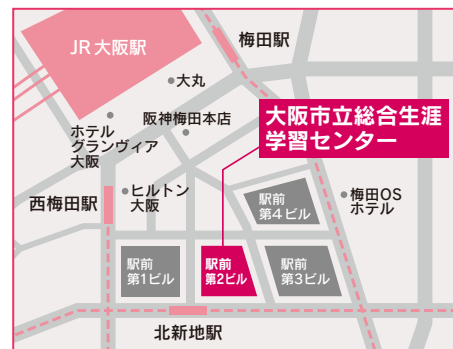 JR大阪駅
梅田駅
大丸
阪神梅田本店
大阪市立総合生涯
学習センター
ホテル
グランヴィア
大阪
西梅田駅
ヒルトン
大阪
駅前
第4ビル
梅田OS
ホテル
駅前
第1ビル
駅前
第2ビル
駅前
第3ビル
北新地駅